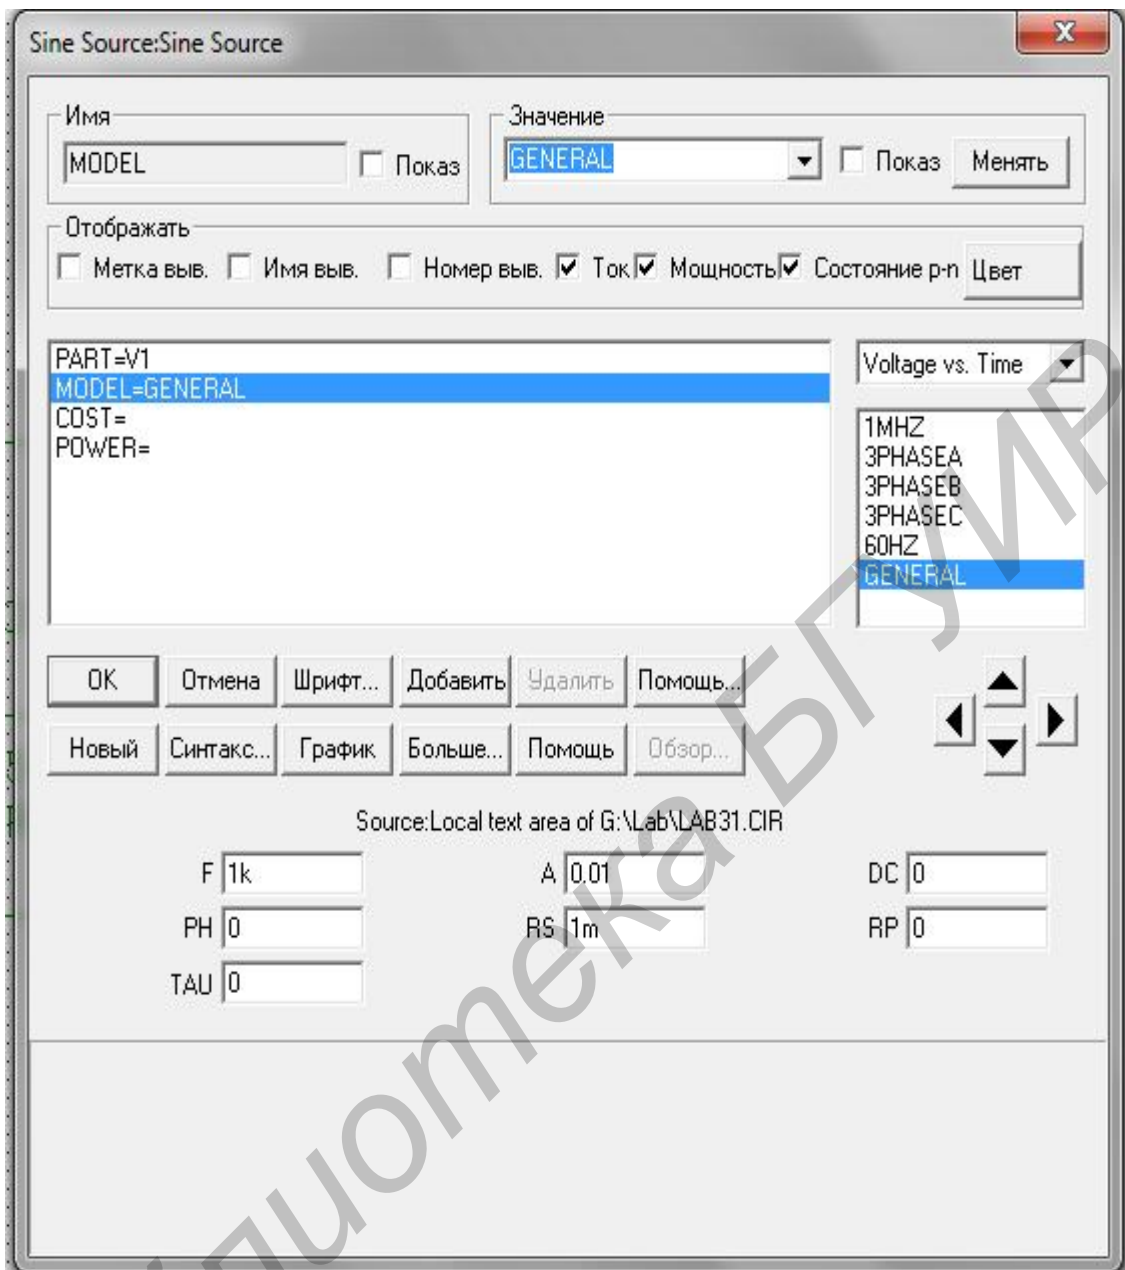 Sine Source:Sine Source
x
Имя
Значение
MODEL
Показ
GENERAL
Показ
Менять
Отображать
Метка выв.
Имя выв.
Номер выв.
Ток
Мощность
Состояние p-n
Цвет
PART=V1
MODEL=GENERAL
COST=
POWER=
Voltage vs. Time
1MHZ
3PHASEA
3PHASEB
3PHASEC
60HZ
GENERAL
OK
Отмена
Шрифт...
Добавить
Удалить
Помощь...
Новый
Синтакс...
График
Больше...
Помощь
Обзор...
Source:Local text area of G:\Lab\LAB31.CIR
F 1k
A 0.01
DC 0
PH 0
RS 1m
RP 0
TAU 0
лиотека БГУИР